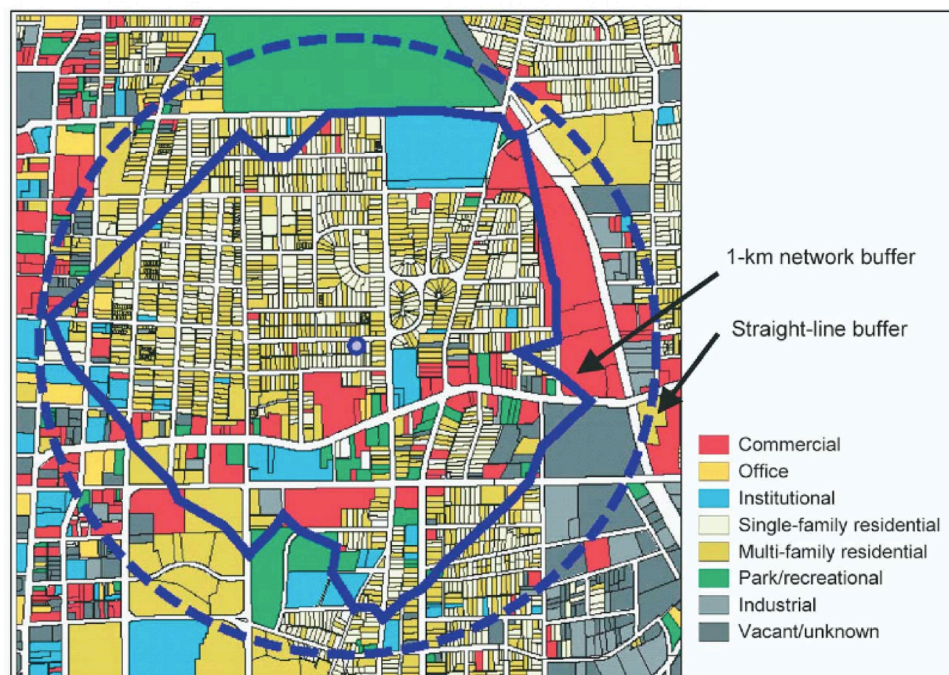 1-km network buffer
Straight-line buffer
Commercial
Office
Institutional
Single-family residential
Multi-family residential
Park/recreational
Industrial
Vacant/unknown